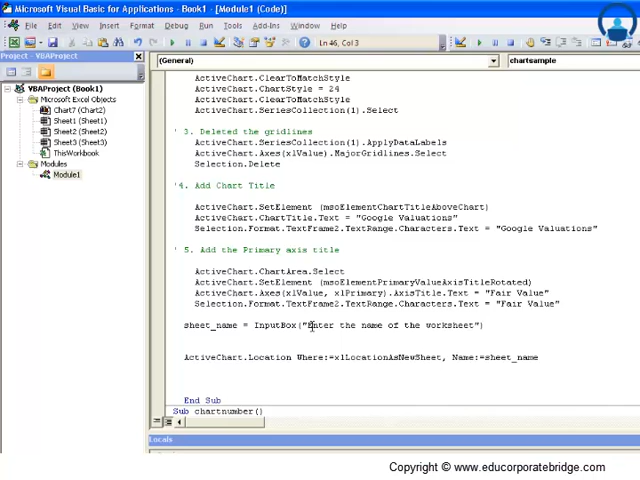 Microsoft Visual Basic for Applications - Book1 - [Module1 (Code)]
File Edit View Insert Format Debug Run Tools Add-Ins Window Help
Ln 46, Col 3
Project - VBAProject
(General) chartsample
VBAProject (Book1)
Microsoft Excel Objects
Chart7 (Chart2)
Sheet1 (Sheet1)
Sheet2 (Sheet2)
Sheet3 (Sheet3)
ThisWorkbook
Modules
Module1
ActiveChart.ClearToMatchStyle
ActiveChart.ChartStyle = 24
ActiveChart.ClearToMatchStyle
ActiveChart.SeriesCollection(1).Select
' 3. Deleted the gridlines
ActiveChart.SeriesCollection(1).ApplyDataLabels
ActiveChart.Axes(xlValue).MajorGridlines.Select
Selection.Delete
'4. Add Chart Title
ActiveChart.SetElement (msoElementChartTitleAboveChart)
ActiveChart.ChartTitle.Text = "Google Valuations"
Selection.Format.TextFrame2.TextRange.Characters.Text = "Google Valuations"
' 5. Add the Primary axis title
ActiveChart.ChartArea.Select
ActiveChart.SetElement (msoElementPrimaryValueAxisTitleRotated)
ActiveChart.Axes(xlValue, xlPrimary).AxisTitle.Text = "Fair Value"
Selection.Format.TextFrame2.TextRange.Characters.Text = "Fair Value"
sheet_name = InputBox("Enter the name of the worksheet")
ActiveChart.Location Where:=xlLocationAsNewSheet, Name:=sheet_name
End Sub
Sub chartnumber()
Locals
Copyright © www.educorporatebridge.com